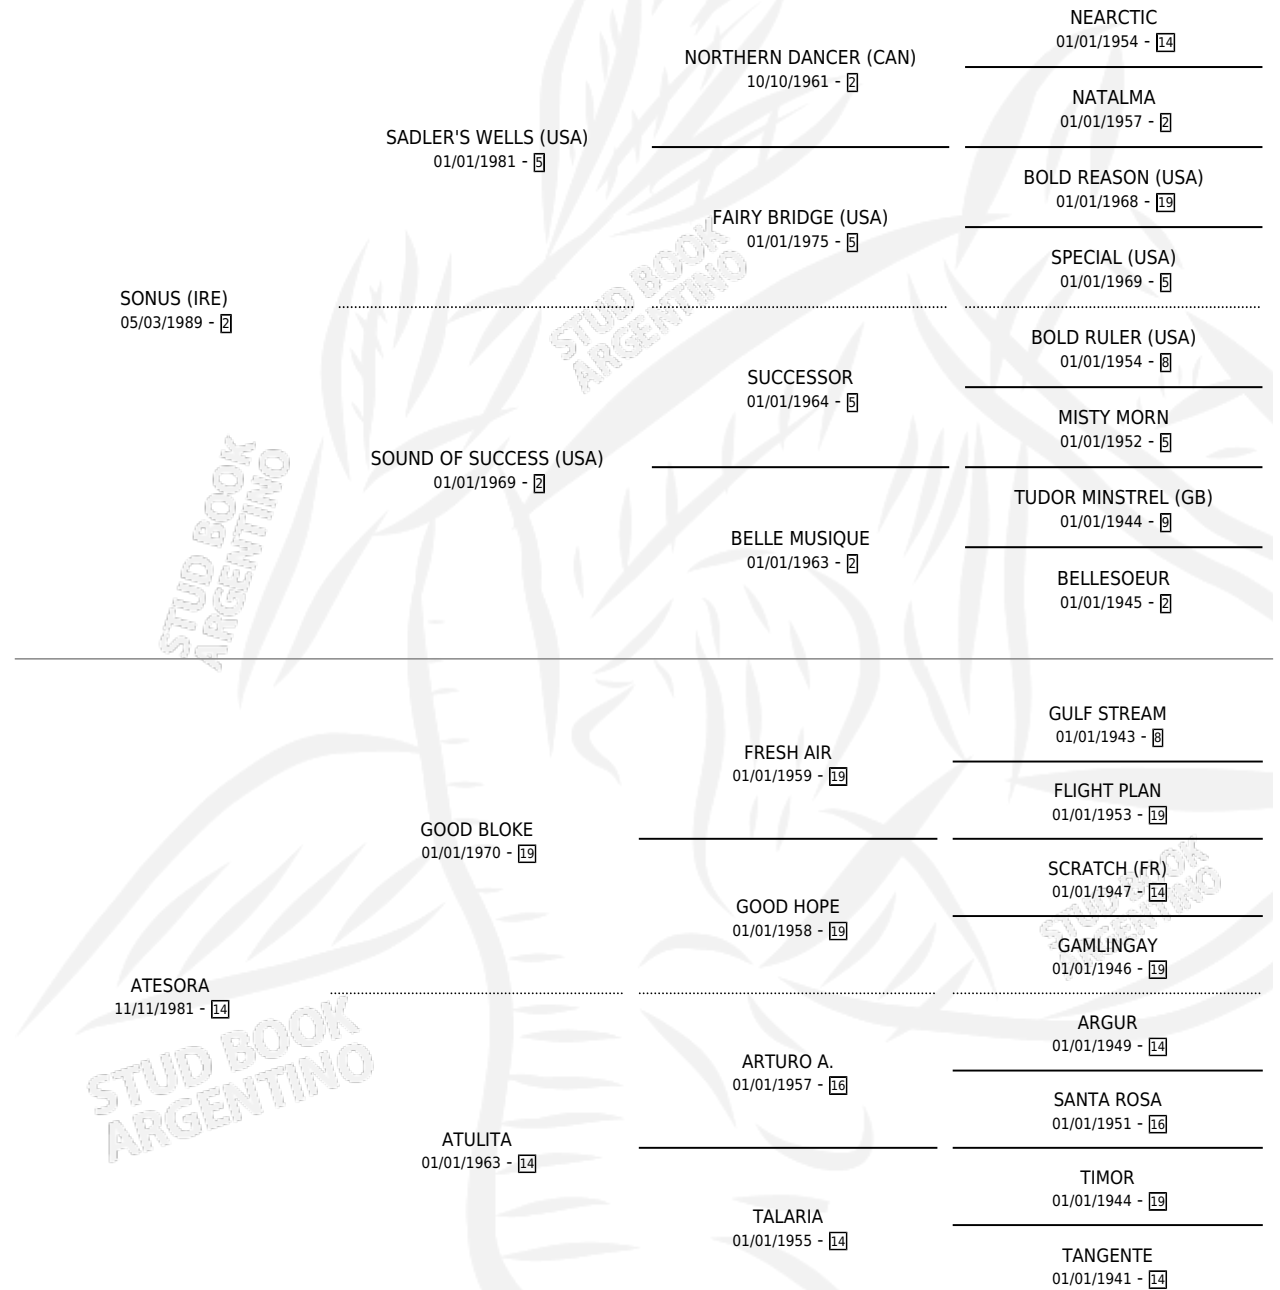 NEARCTIC
01/01/1954 - 14
NORTHERN DANCER (CAN)
10/10/1961 - 2
NATALMA
01/01/1957 - 2
SADLER'S WELLS (USA)
01/01/1981 - 5
BOLD REASON (USA)
01/01/1968 - 19
FAIRY BRIDGE (USA)
01/01/1975 - 5
SPECIAL (USA)
01/01/1969 - 5
SONUS (IRE)
05/03/1989 - 2
STUD BOOK
ARGENTINO
BOLD RULER (USA)
01/01/1954 - 8
SUCCESSOR
01/01/1964 - 5
MISTY MORN
01/01/1952 - 5
SOUND OF SUCCESS (USA)
01/01/1969 - 2
TUDOR MINSTREL (GB)
01/01/1944 - 9
BELLE MUSIQUE
01/01/1963 - 2
BELLESOEUR
01/01/1945 - 2
STUD BOOK
ARGENTINO
GULF STREAM
01/01/1943 - 8
FRESH AIR
01/01/1959 - 19
FLIGHT PLAN
01/01/1953 - 19
GOOD BLOKE
01/01/1970 - 19
SCRATCH (FR)
01/01/1947 - 14
GOOD HOPE
01/01/1958 - 19
GAMLINGAY
01/01/1946 - 19
STUD BOOK
ARGENTINO
ATESORA
11/11/1981 - 14
ARGUR
01/01/1949 - 14
ARTURO A.
01/01/1957 - 16
SANTA ROSA
01/01/1951 - 16
STUD BOOK
ARGENTINO
ATULITA
01/01/1963 - 14
TIMOR
01/01/1944 - 19
TALARIA
01/01/1955 - 14
TANGENTE
01/01/1941 - 14